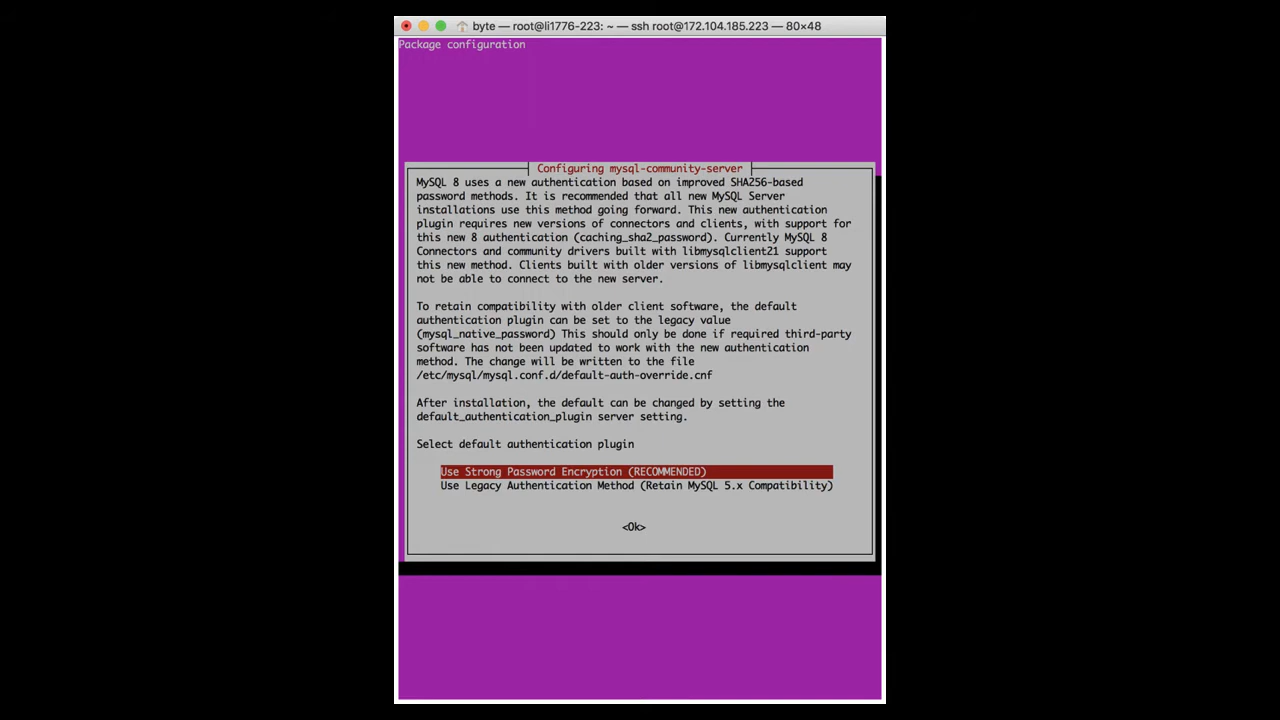 byte — root@li1776-223: ~ — ssh root@172.104.185.223 — 80×48
Package configuration
Configuring mysql-community-server
MySQL 8 uses a new authentication based on improved SHA256-based
password methods. It is recommended that all new MySQL Server
installations use this method going forward. This new authentication
plugin requires new versions of connectors and clients, with support for
this new 8 authentication (caching_sha2_password). Currently MySQL 8
Connectors and community drivers built with libmysqlclient21 support
this new method. Clients built with older versions of libmysqlclient may
not be able to connect to the new server.
To retain compatibility with older client software, the default
authentication plugin can be set to the legacy value
(mysql_native_password) This should only be done if required third-party
software has not been updated to work with the new authentication
method. The change will be written to the file
/etc/mysql/mysql.conf.d/default-auth-override.cnf
After installation, the default can be changed by setting the
default_authentication_plugin server setting.
Select default authentication plugin
Use Strong Password Encryption (RECOMMENDED)
Use Legacy Authentication Method (Retain MySQL 5.x Compatibility)
<Ok>